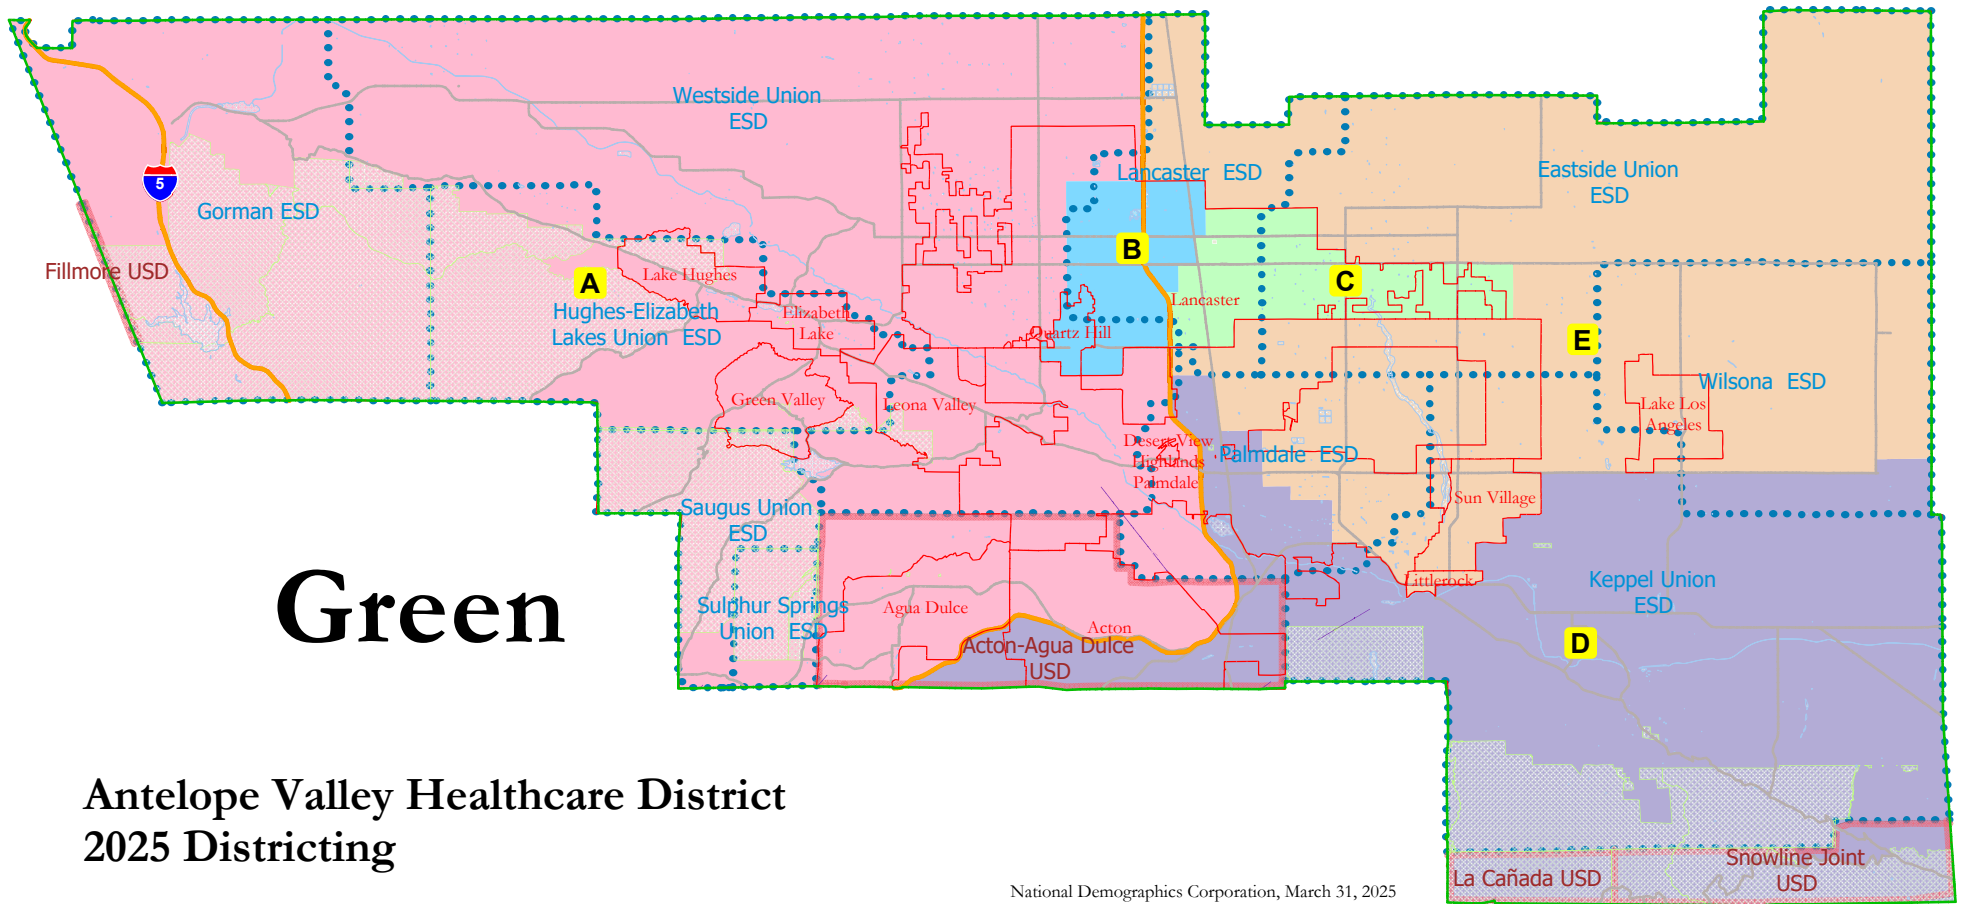 Westside Union
ESD
Lancaster ESD
Eastside Union
ESD
5
Gorman ESD
Fillmore USD
A
B
C
D
E
Lake Hughes
Hughes-Elizabeth
Lakes Union ESD
Elizabeth
Lake
Quartz Hill
Lancaster
Wilsona ESD
Lake Los
Angeles
Green Valley
Leona Valley
Desert View
Highlands
Palmdale
Palmdale ESD
Sun Village
Saugus Union
ESD
Littlerock
Keppel Union
ESD
Sulphur Springs
Union ESD
Agua Dulce
Acton
Acton-Agua Dulce
USD
Green
Antelope Valley Healthcare District
2025 Districting
National Demographics Corporation, March 31, 2025
La Cañada USD
Snowline Joint
USD